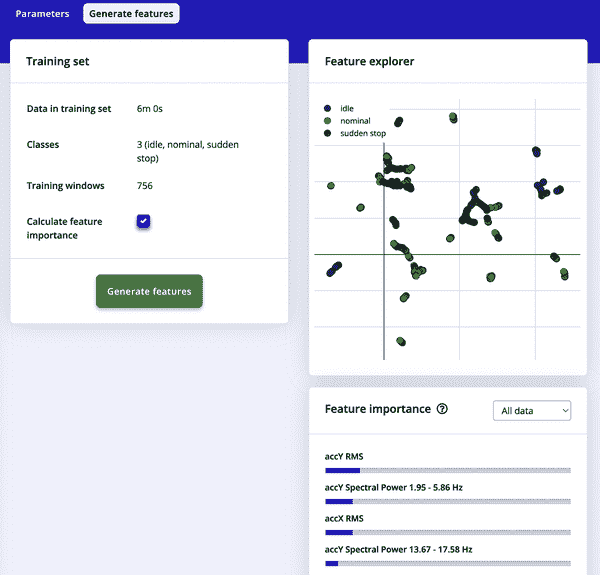 Parameters
Generate features
Training set
Data in training set 6m 0s
Classes 3 (idle, nominal, sudden
stop)
Training windows 756
Calculate feature
importance
Generate features
Feature explorer
idle
nominal
sudden stop
Feature importance ?
All data
accY RMS
accY Spectral Power 1.95 - 5.86 Hz
accX RMS
accY Spectral Power 13.67 - 17.58 Hz